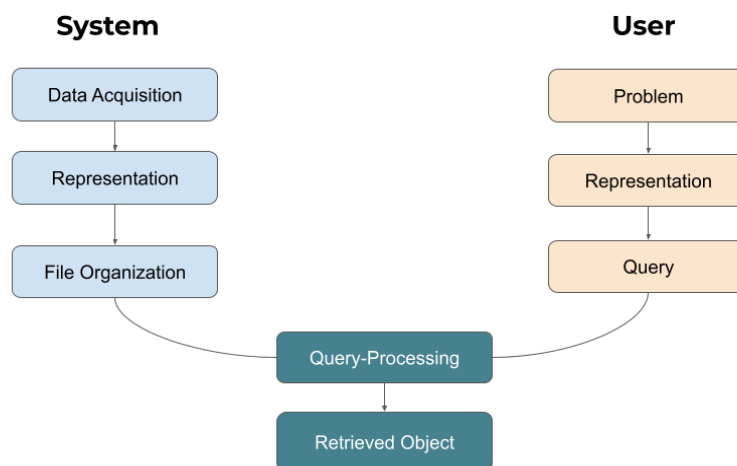 System
User
Data Acquisition
Problem
Representation
Representation
File Organization
Query
Query-Processing
Retrieved Object